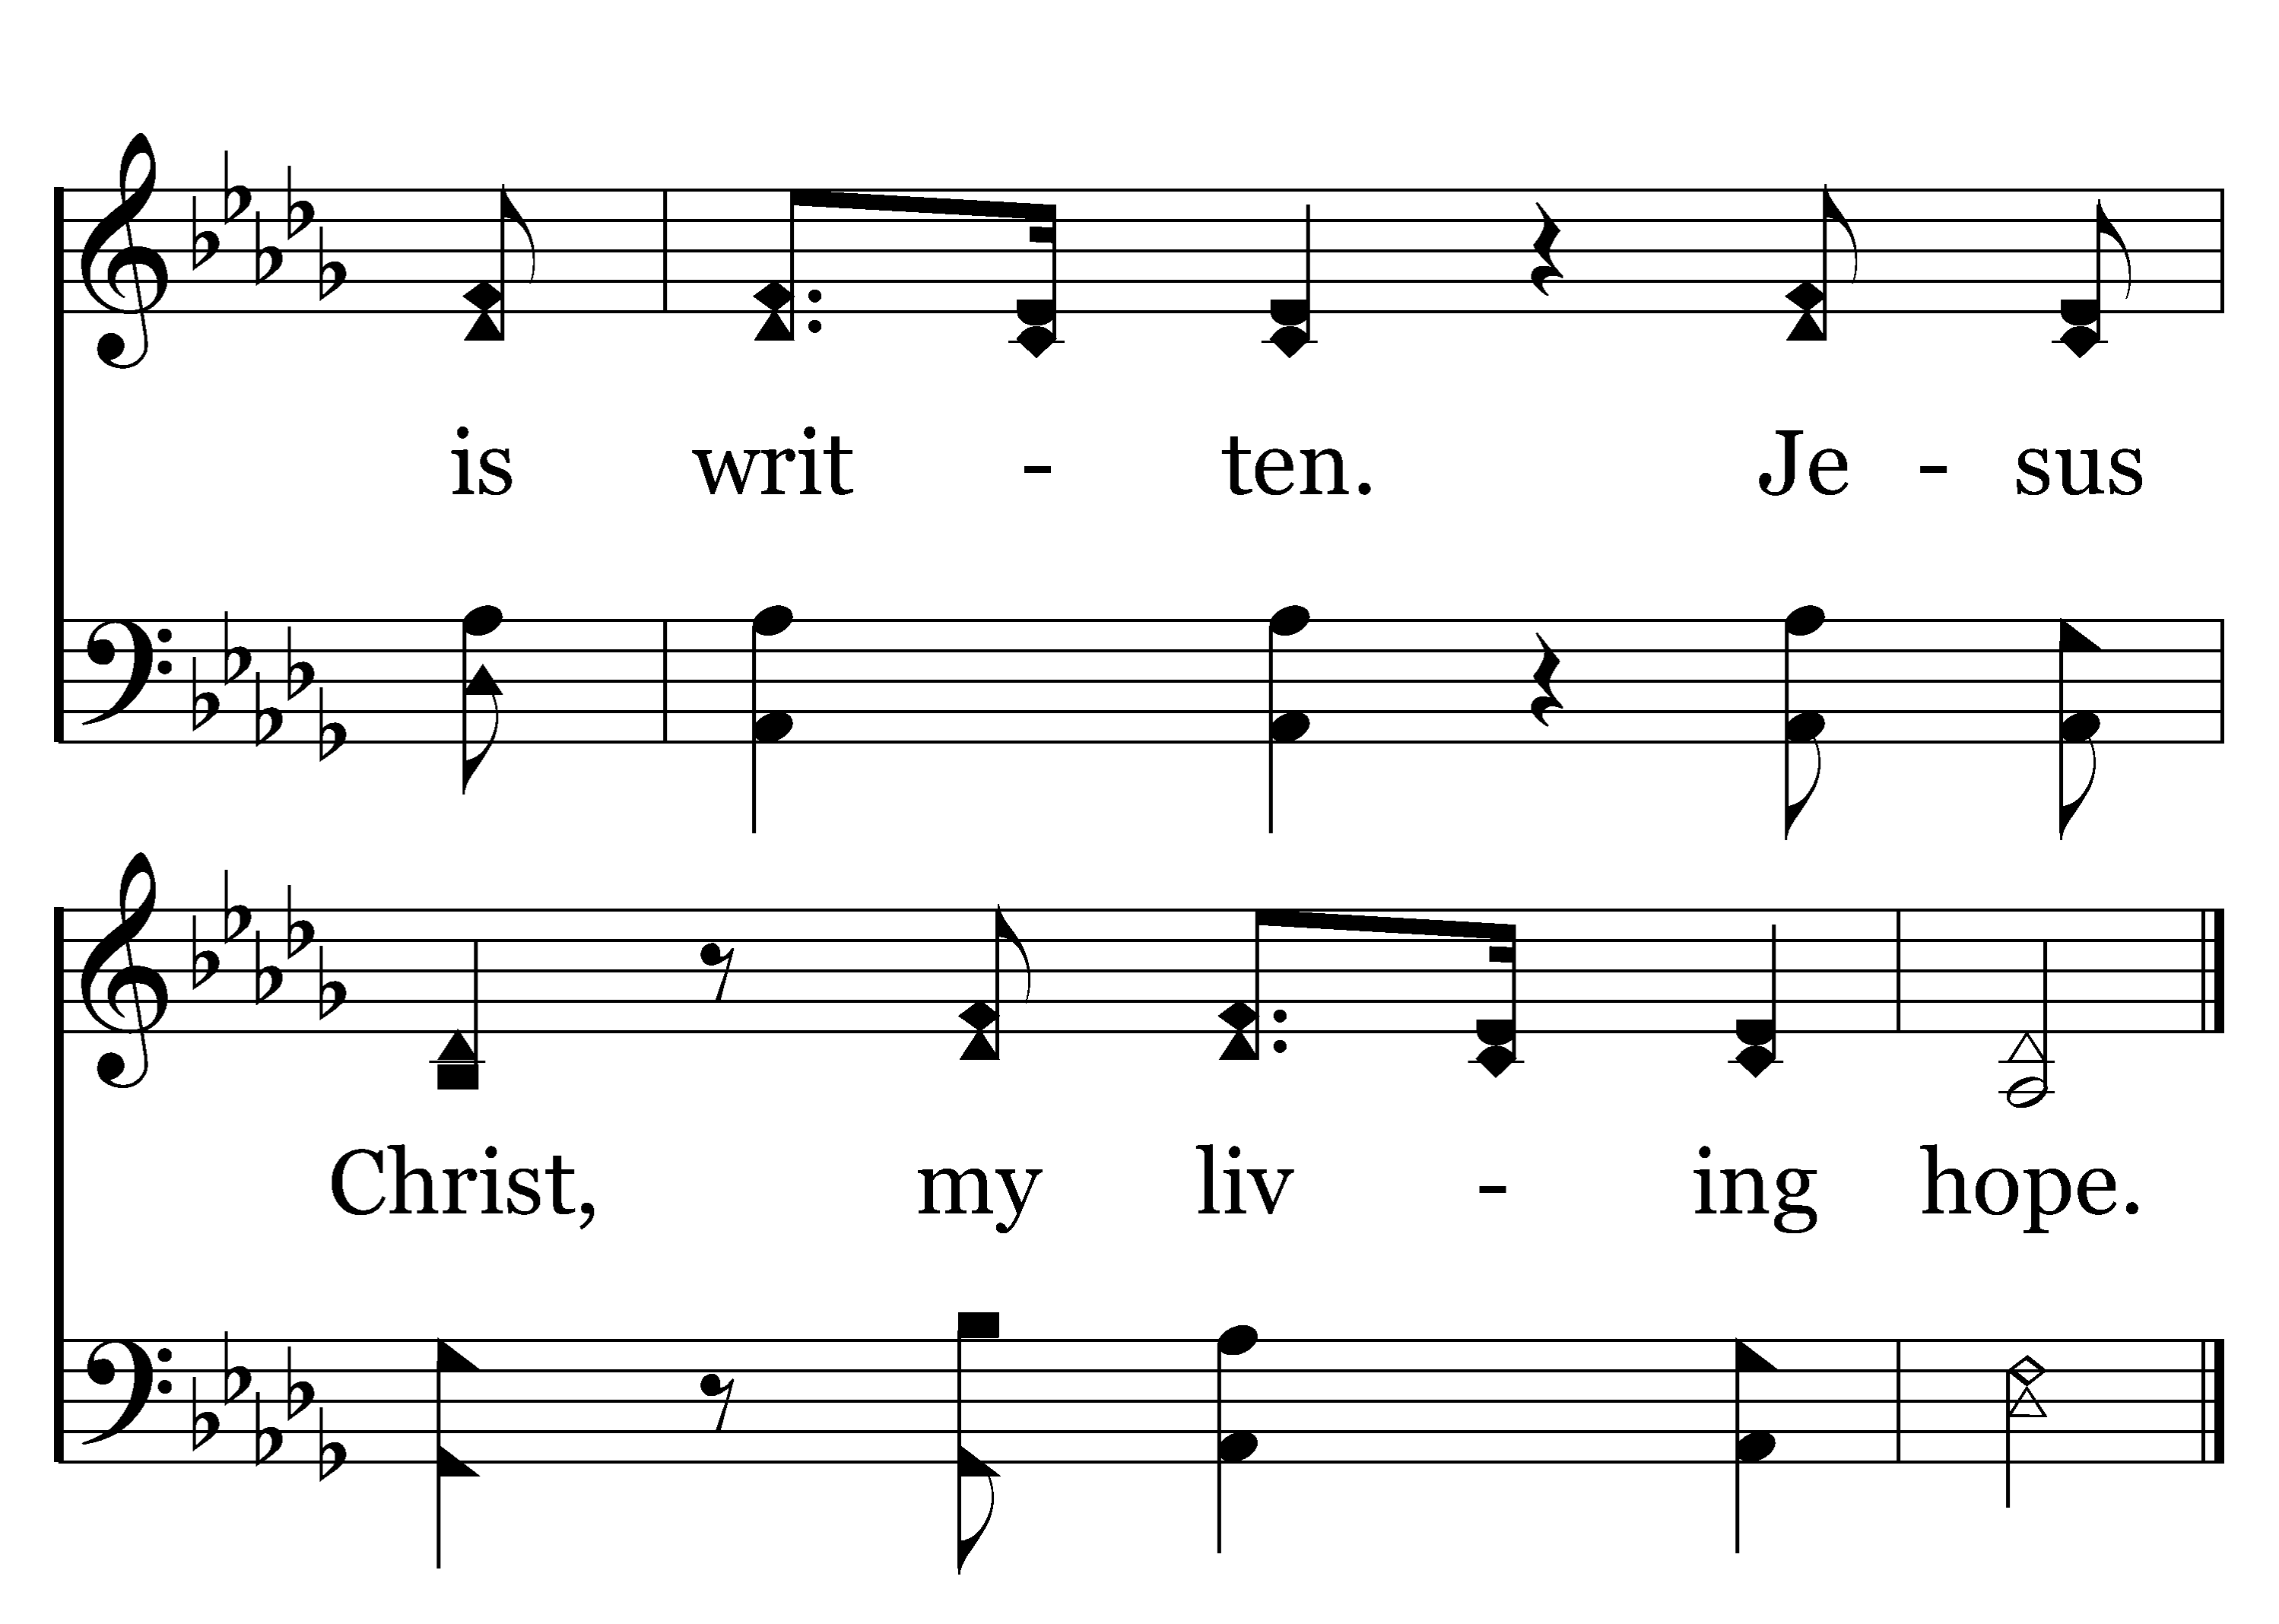 is writ - ten. Je - sus
Christ, my liv - ing hope.